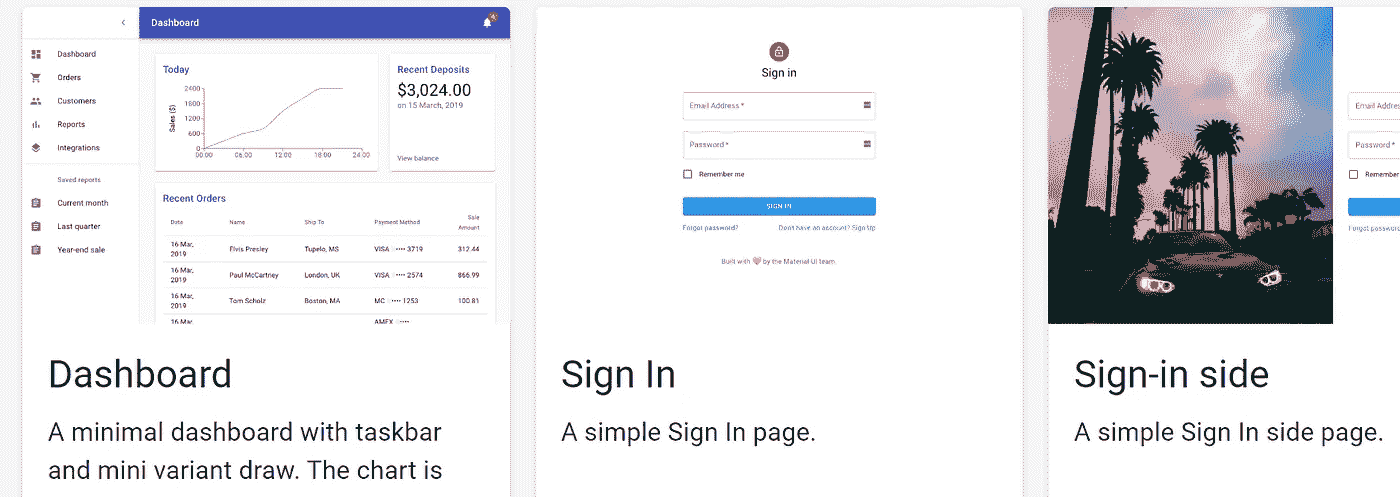 Dashboard
4
Dashboard
Orders
Customers
Reports
Integrations
Saved reports
Current month
Last quarter
Year-end sale
Today
Sales ($)
2400
1600
1200
600
0
00:00 06:00 12:00 18:00 24:00
Recent Deposits
$3,024.00
on 15 March, 2019
View balance
Recent Orders
Date Name Ship To Payment Method Sale Amount
16 Mar, 2019 Elvis Presley Tupelo, MS VISA •••• 3719 312.44
16 Mar, 2019 Paul McCartney London, UK VISA •••• 2574 866.99
16 Mar, 2019 Tom Scholz Boston, MA MC •••• 1253 100.81
16 Mar, AMEX ••••
Dashboard
A minimal dashboard with taskbar
and mini variant draw. The chart is
Sign in
Email Address *
Password *
Remember me
SIGN IN
Forgot password? Don't have an account? Sign Up
Built with ❤ by the Material-UI team.
Sign In
A simple Sign In page.
Email Addres
Password *
Remember
Forgot password
Sign-in side
A simple Sign In side page.